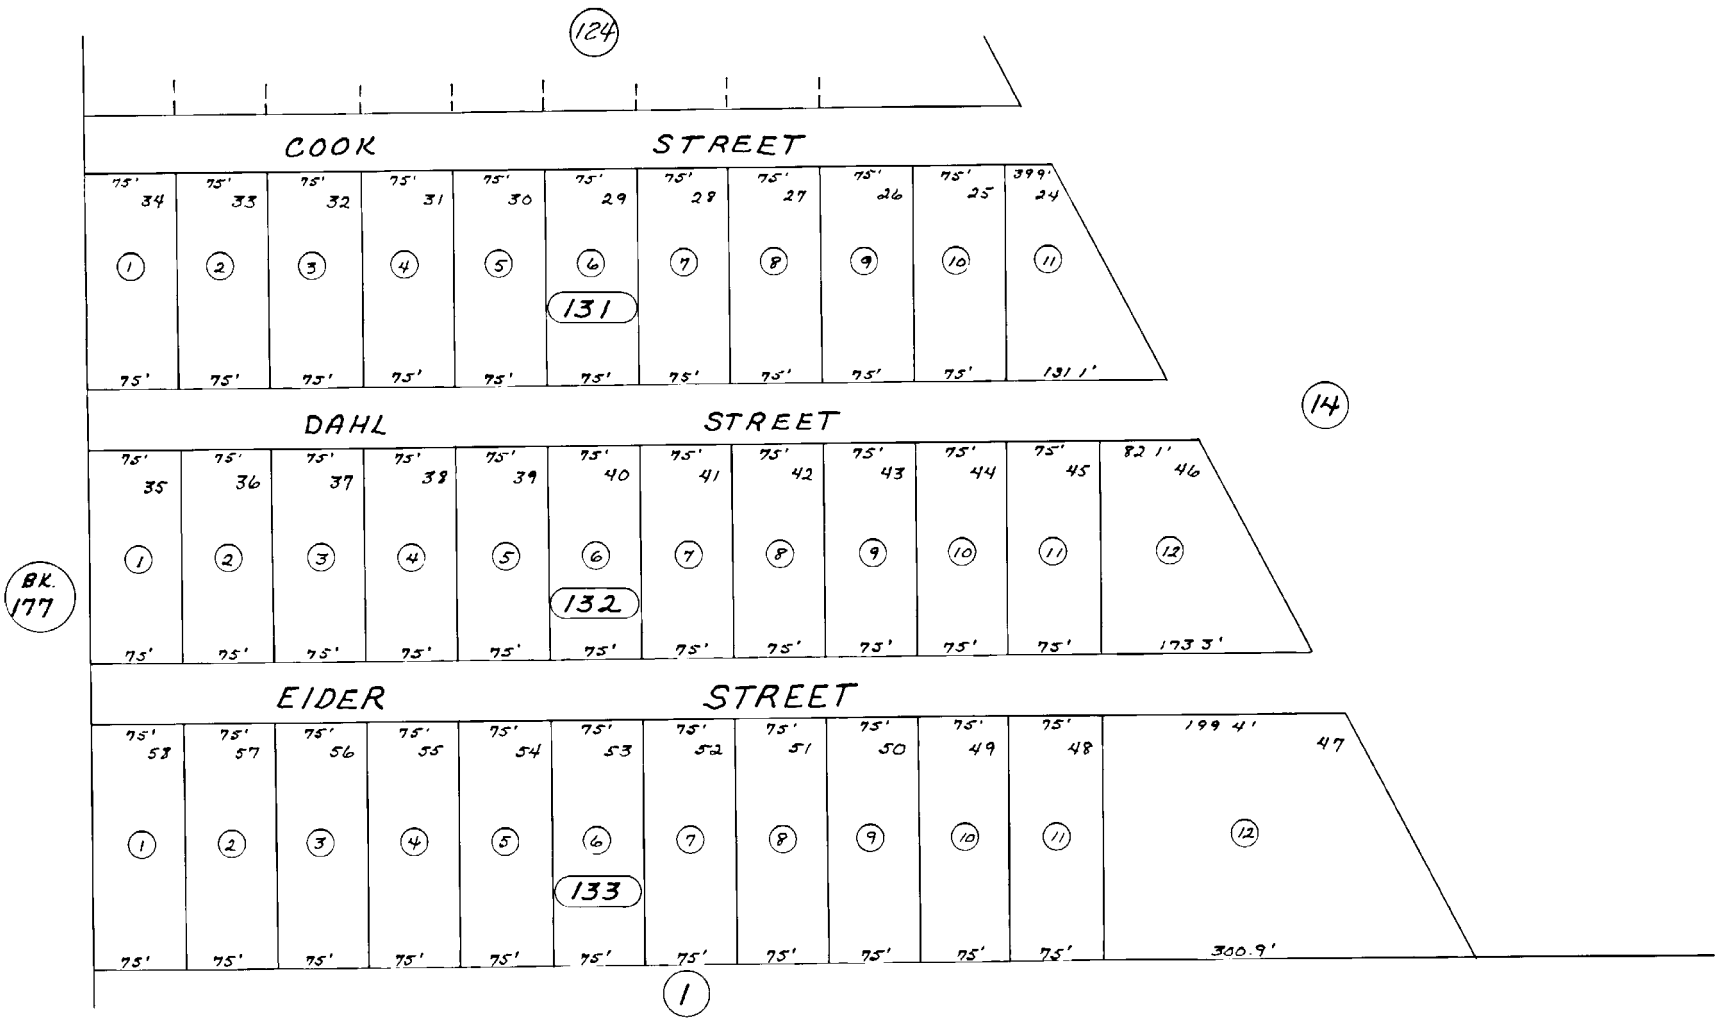 124
COOK STREET
75' 75' 75' 75' 75' 75' 75' 75' 75' 75' 399'
34 33 32 31 30 29 28 27 26 25 24
1 2 3 4 5 6 7 8 9 10 11
131
75' 75' 75' 75' 75' 75' 75' 75' 75' 75' 131 1'
14
DAHL STREET
75' 75' 75' 75' 75' 75' 75' 75' 75' 75' 75' 82 1'
35 36 37 38 39 40 41 42 43 44 45 46
1 2 3 4 5 6 7 8 9 10 11 12
BK.
177
132
75' 75' 75' 75' 75' 75' 75' 75' 75' 75' 75' 173 3'
EIDER STREET
75' 75' 75' 75' 75' 75' 75' 75' 75' 75' 75' 199 4'
58 57 56 55 54 53 52 51 50 49 48 47
1 2 3 4 5 6 7 8 9 10 11 12
133
75' 75' 75' 75' 75' 75' 75' 75' 75' 75' 75' 300.9'
1